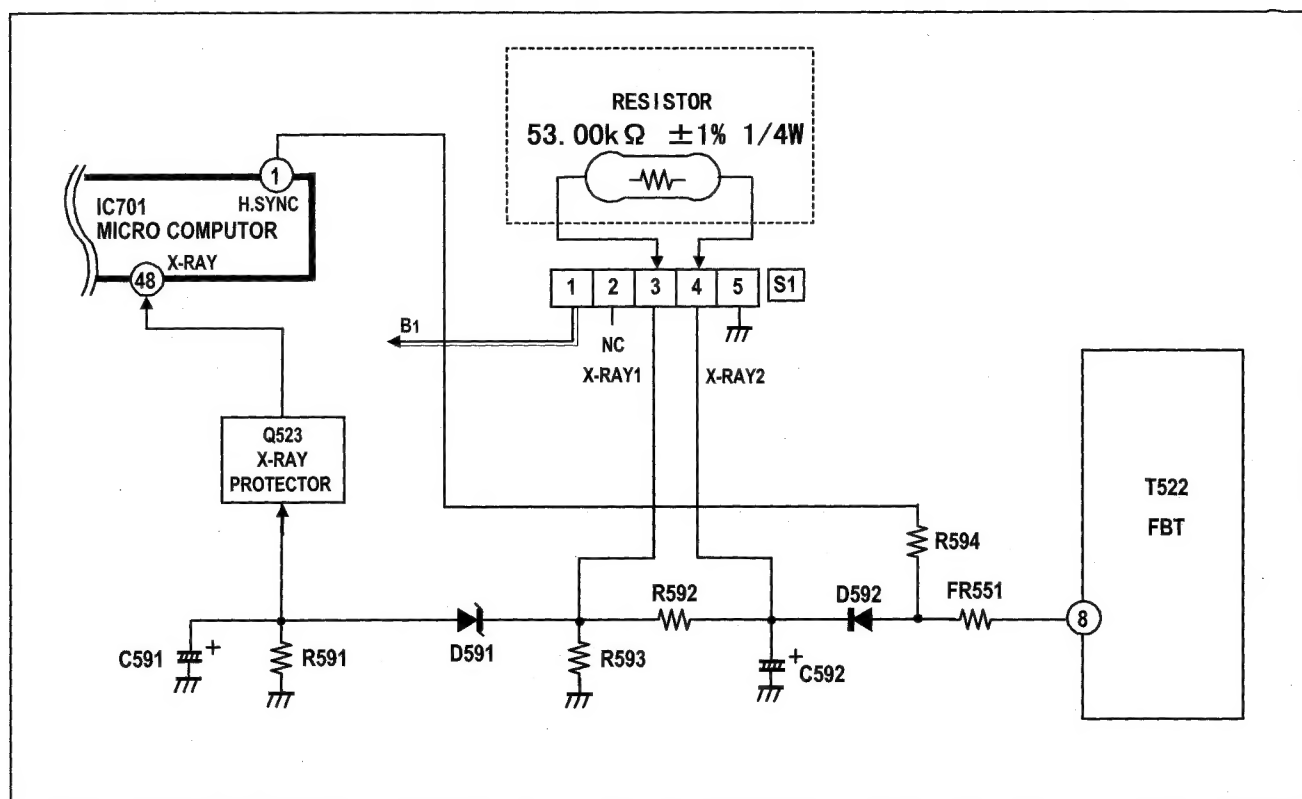 RESISTOR
53.00kΩ ±1% 1/4W
1
H.SYNC
IC701
MICRO COMPUTOR
X-RAY
48
1 2 3 4 5 S1
B1
NC
X-RAY1 X-RAY2
Q523
X-RAY
PROTECTOR
T522
FBT
R594
R592 D592 FR551
8
C591 + R591 D591 R593 + C592